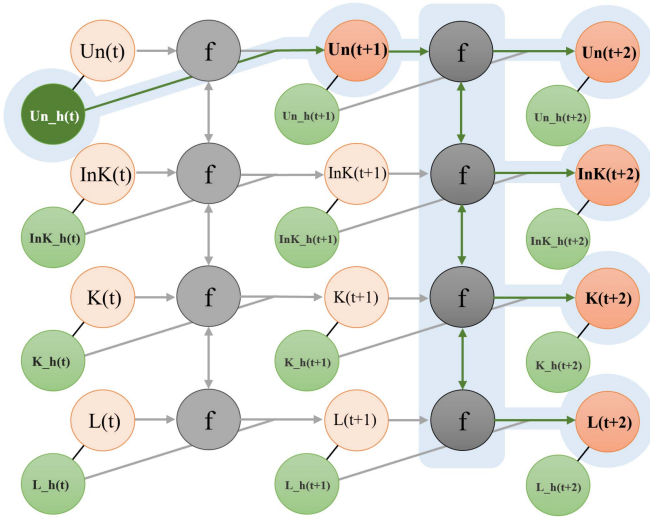 Un(t) f Un(t+1) f Un(t+2)
Un_h(t) Un_h(t+1) Un_h(t+2)
InK(t) f InK(t+1) f InK(t+2)
InK_h(t) InK_h(t+1) InK_h(t+2)
K(t) f K(t+1) f K(t+2)
K_h(t) K_h(t+1) K_h(t+2)
L(t) f L(t+1) f L(t+2)
L_h(t) L_h(t+1) L_h(t+2)